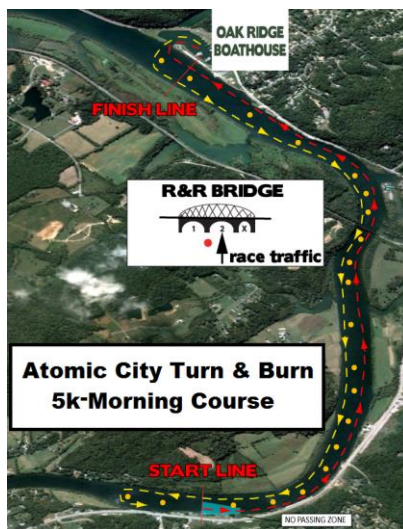 OAK RIDGE
BOATHOUSE
FINISH LINE
R&R BRIDGE
1 2 X
race traffic
Atomic City Turn & Burn
5k-Morning Course
START LINE
NO PASSING ZONE